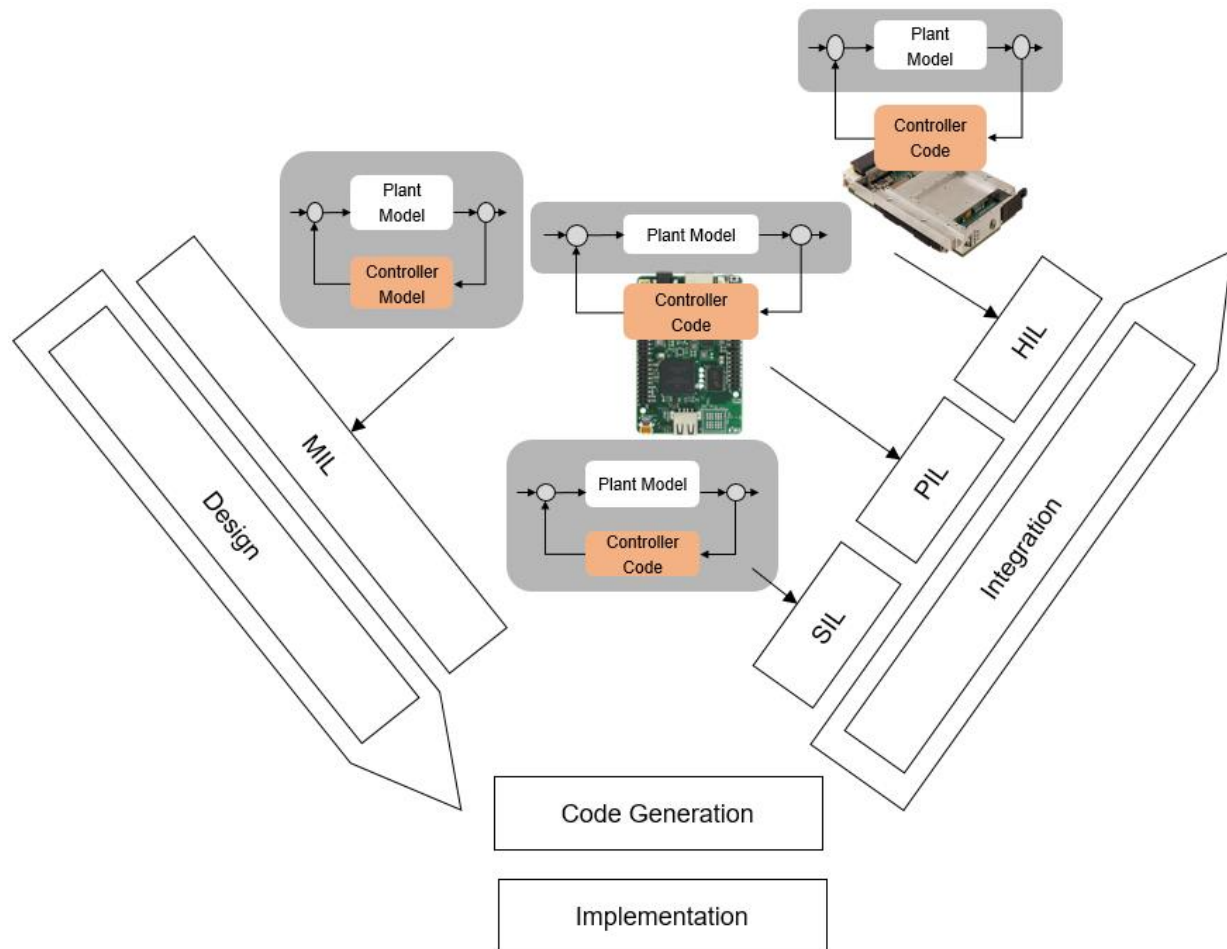 Plant
Model
Controller
Code
Plant
Model
Controller
Model
Plant Model
Controller
Code
Plant Model
Controller
Code
MIL
Design
HIL
PIL
SIL
Integration
Code Generation
Implementation